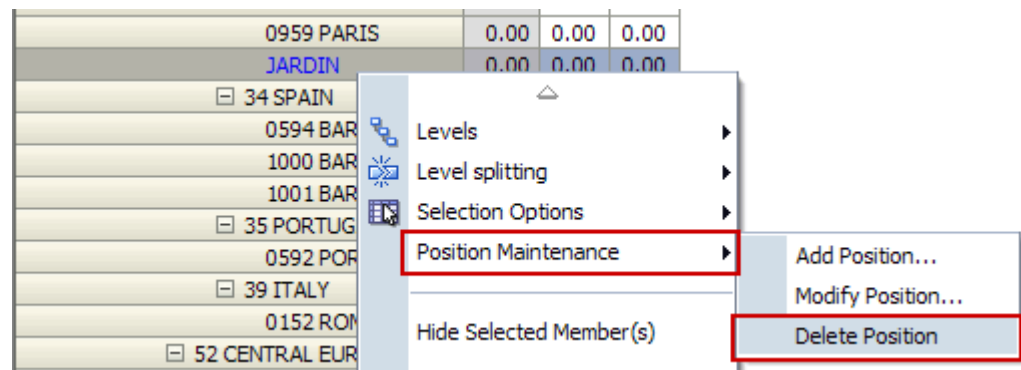 0959 PARIS 0.00 0.00 0.00
JARDIN 0.00 0.00 0.00
34 SPAIN
0594 BAR Levels
1000 BAR Level splitting
1001 BAR Selection Options
35 PORTUG Position Maintenance
0592 POR Add Position...
39 ITALY Modify Position...
0152 ROM Hide Selected Member(s) Delete Position
52 CENTRAL EUR